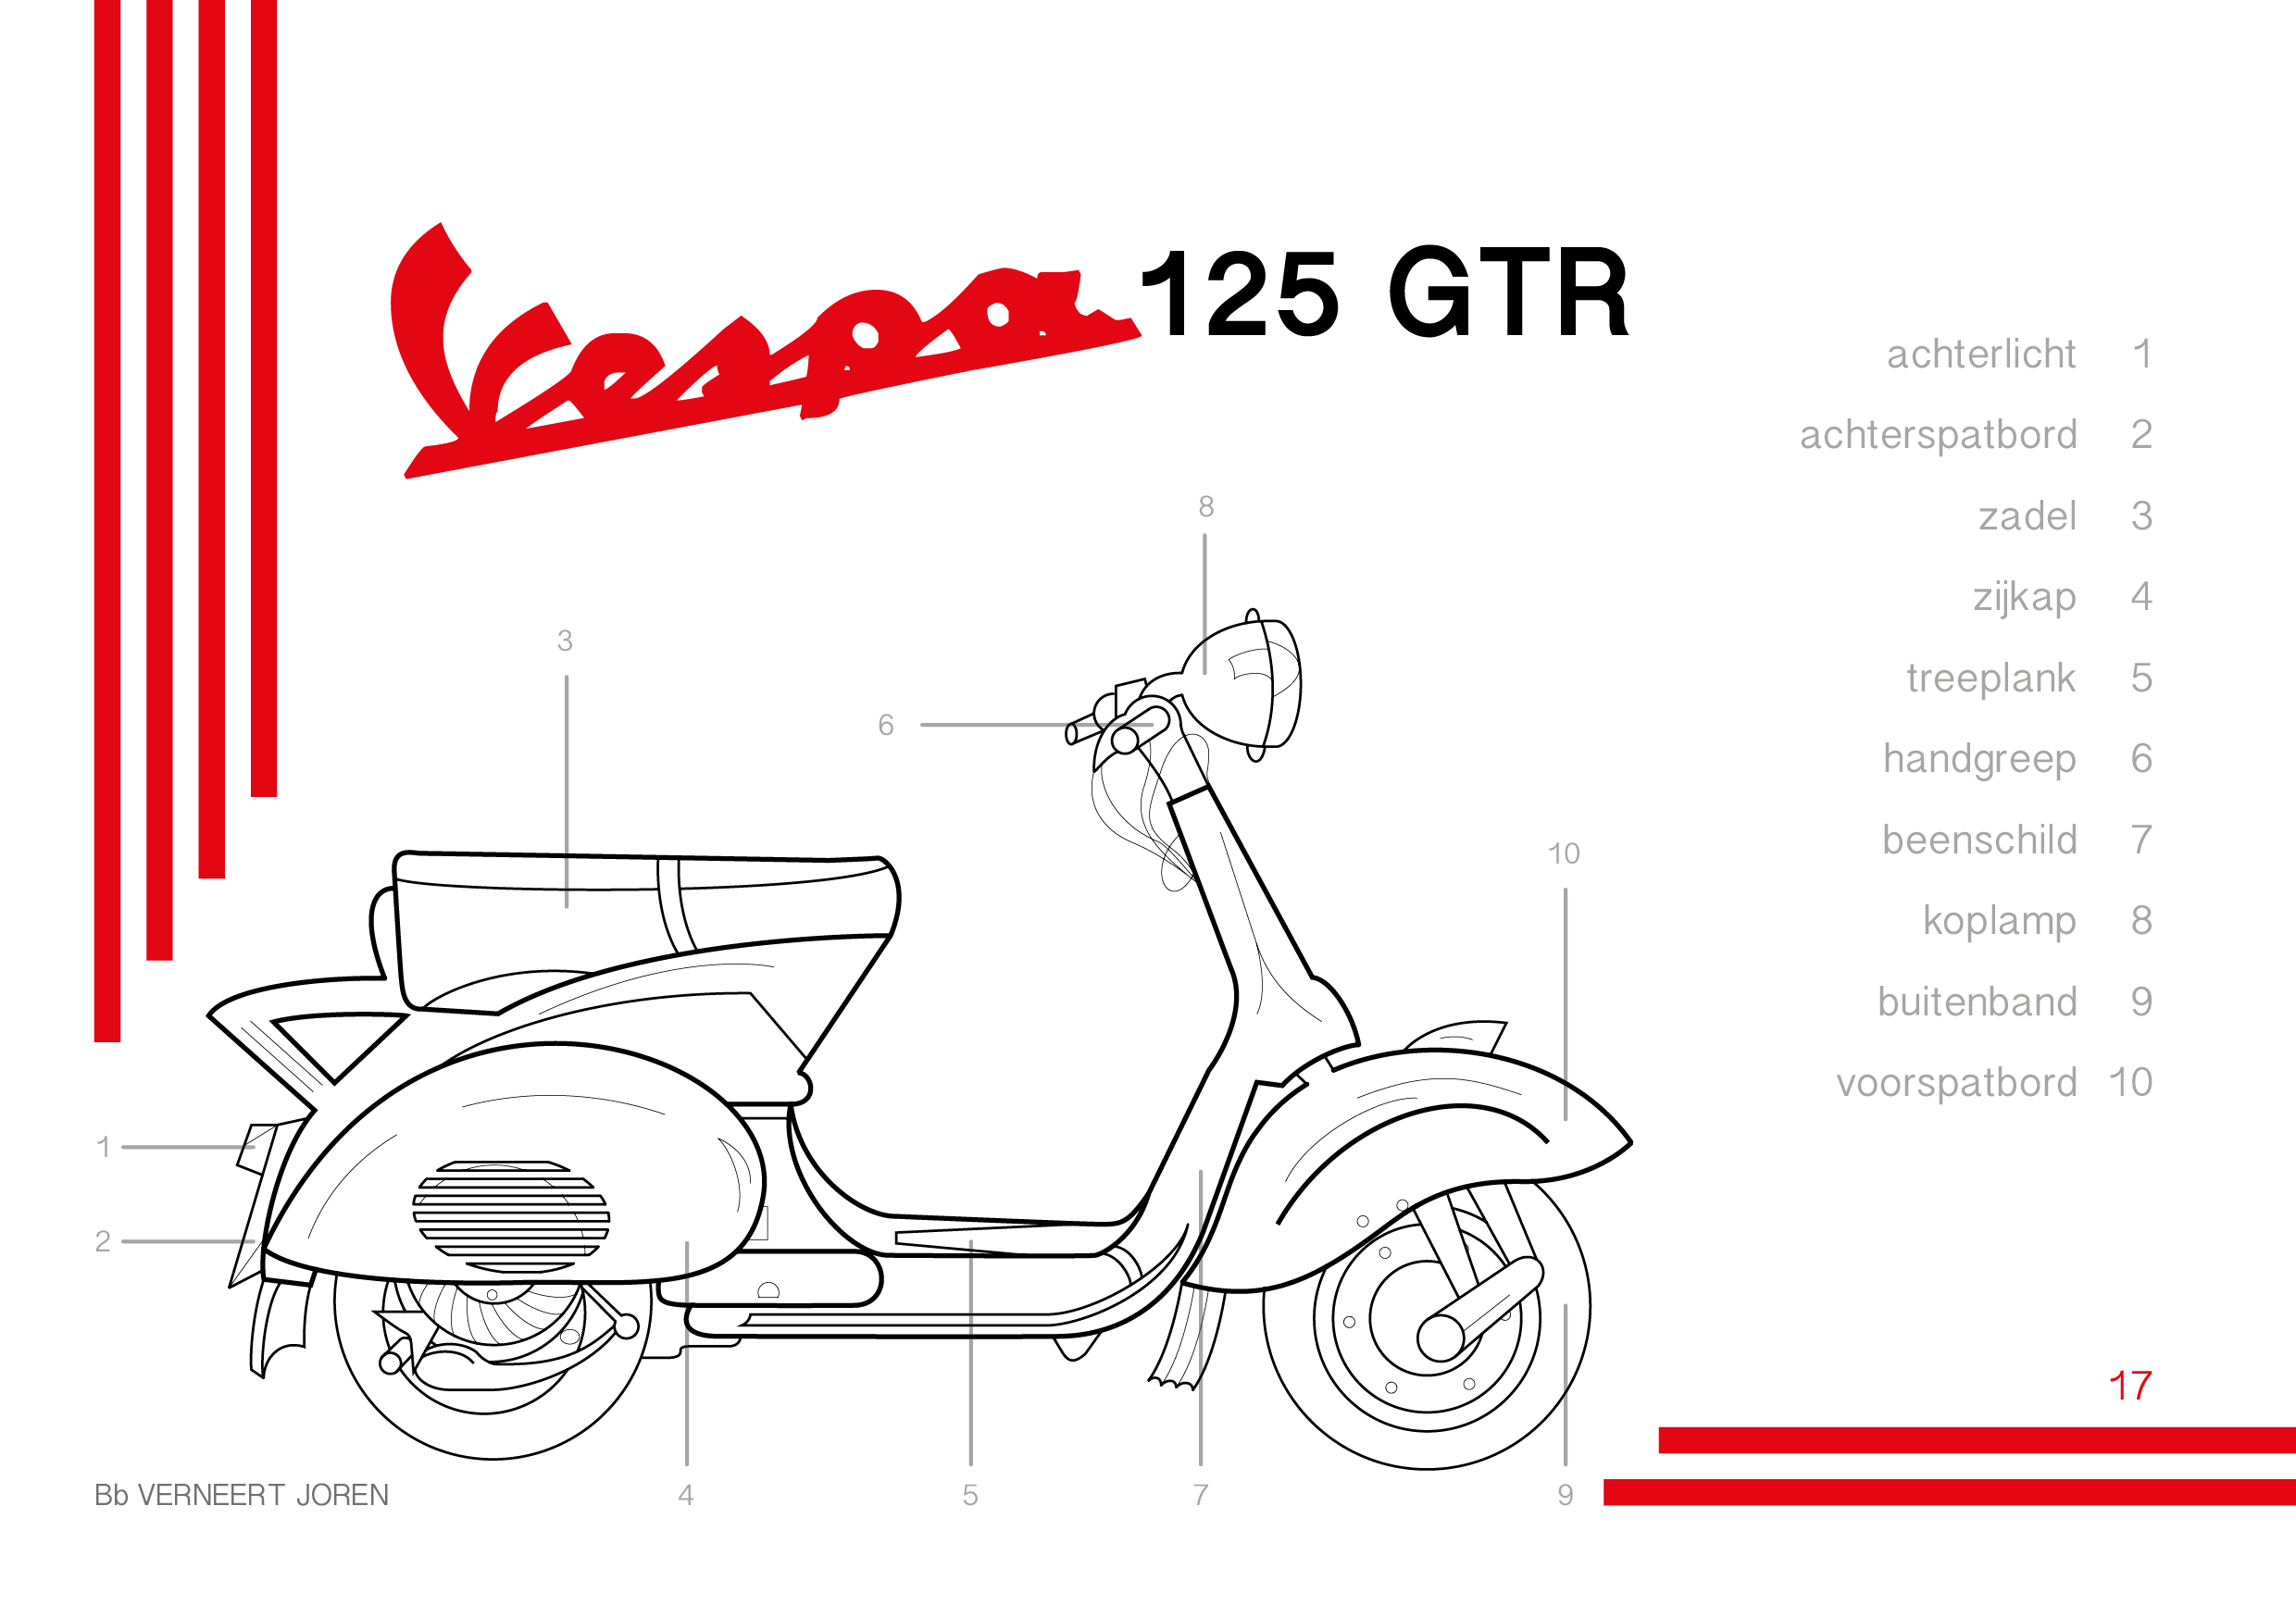 Vespa 125 GTR
achterlicht 1
achterspatbord 2
zadel 3
zijkap 4
treeplank 5
handgreep 6
beenschild 7
koplamp 8
buitenband 9
voorspatbord 10
8
3
6
10
1
2
17
Bb VERNEERT JOREN
4
5
7
9